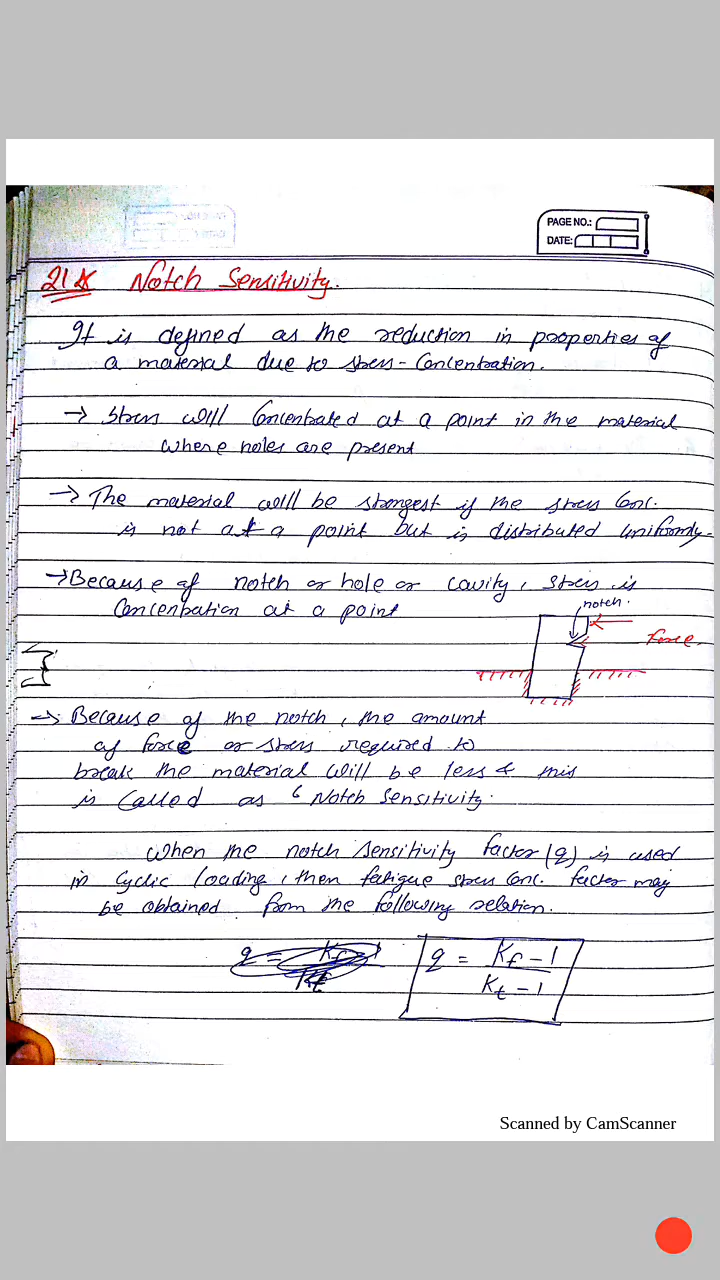 PAGE NO.:
DATE:
21 Notch Sensitivity.
It is defined as the reduction in properties of
a material due to stress-Concentration.
→ Stress will Concentrated at a point in the material
where holes are present
→ The material will be strongest if the stress Conc.
is not at a point but is distributed uniformly.
→ Because of notch or hole or cavity, stress is
Concentration at a point
notch.
Force.
→ Because of the notch, the amount
of force or stress required to
break the material will be less & this
is Called as ‘ Notch Sensitivity.
When the notch sensitivity factor (q) is used
in Cyclic loading, then fatigue stress Conc. factor may
be obtained from the following relation.
q = Kf - 1
Kt - 1
Scanned by CamScanner